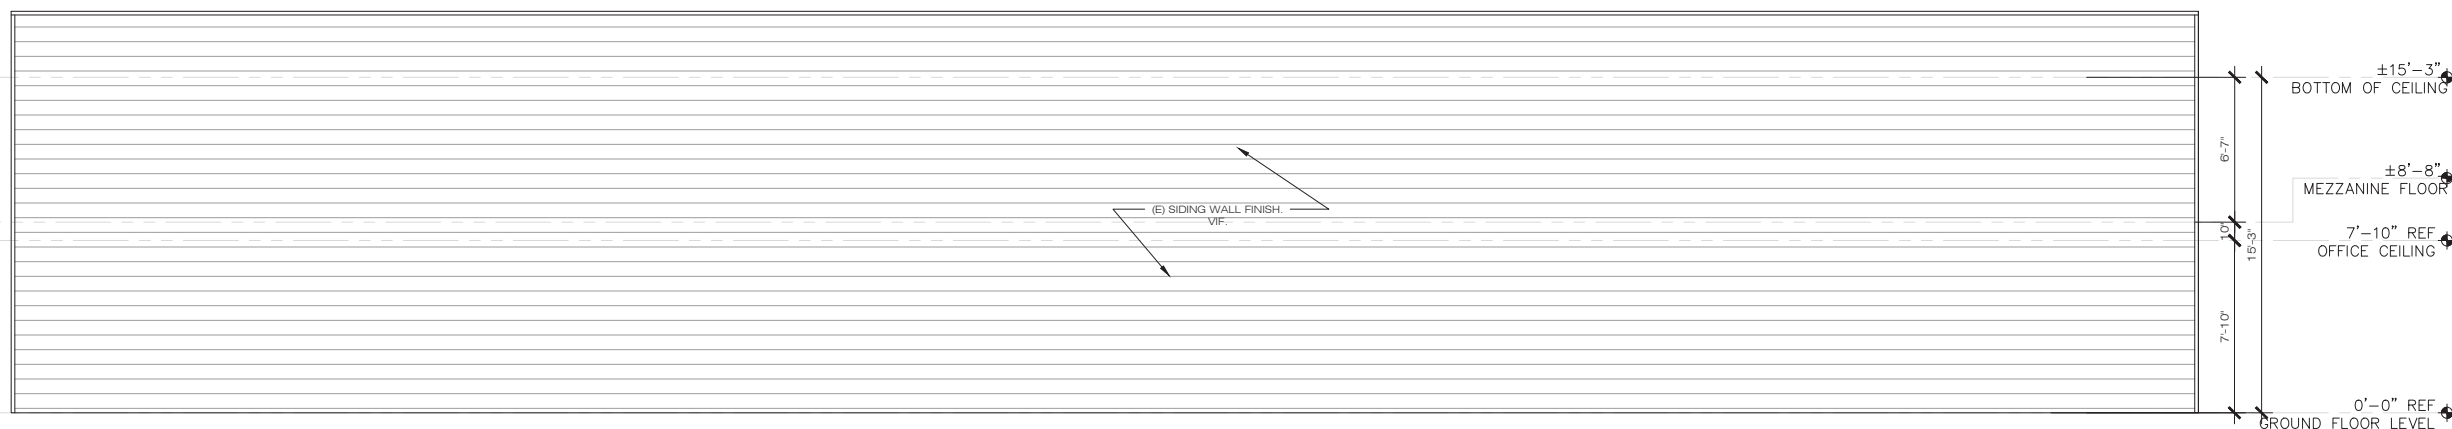 ±15'-3"
BOTTOM OF CEILING
6'-7"
±8'-8"
MEZZANINE FLOOR
(E) SIDING WALL FINISH.
VIF.
10"
15'-3"
7'-10" REF
OFFICE CEILING
7'-10"
0'-0" REF
GROUND FLOOR LEVEL